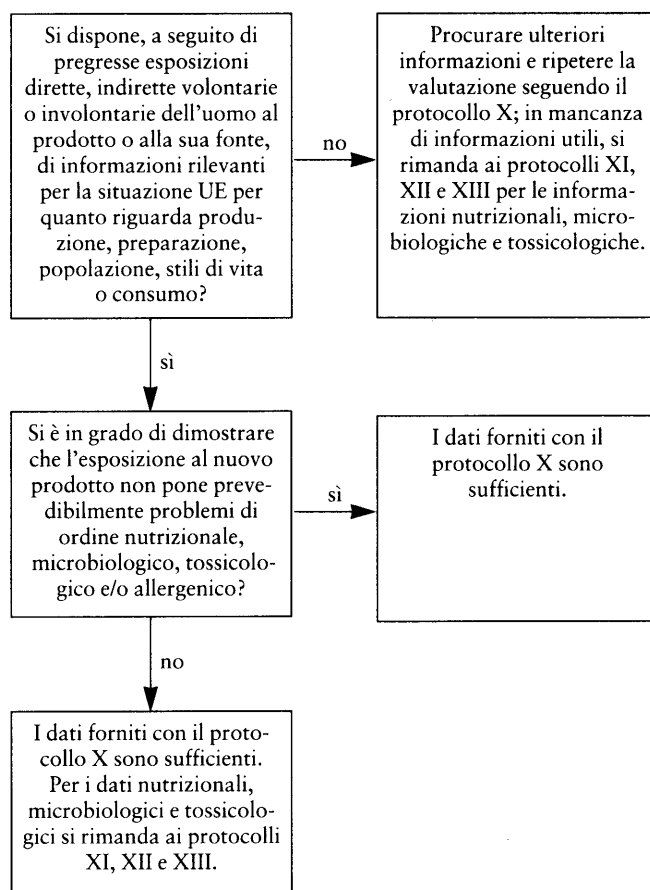 Si dispone, a seguito di
pregresse esposizioni
dirette, indirette volontarie
o involontarie dell'uomo al
prodotto o alla sua fonte,
di informazioni rilevanti
per la situazione UE per
quanto riguarda produ-
zione, preparazione,
popolazione, stili di vita
o consumo?
no
Procurare ulteriori
informazioni e ripetere la
valutazione seguendo il
protocollo X; in mancanza
di informazioni utili, si
rimanda ai protocolli XI,
XII e XIII per le informa-
zioni nutrizionali, micro-
biologiche e tossicologiche.
sì
Si è in grado di dimostrare
che l'esposizione al nuovo
prodotto non pone preve-
dibilmente problemi di
ordine nutrizionale,
microbiologico, tossicolo-
gico e/o allergenico?
sì
I dati forniti con il
protocollo X sono
sufficienti.
no
I dati forniti con il proto-
collo X sono sufficienti.
Per i dati nutrizionali,
microbiologici e tossicolo-
gici si rimanda ai protocolli
XI, XII e XIII.